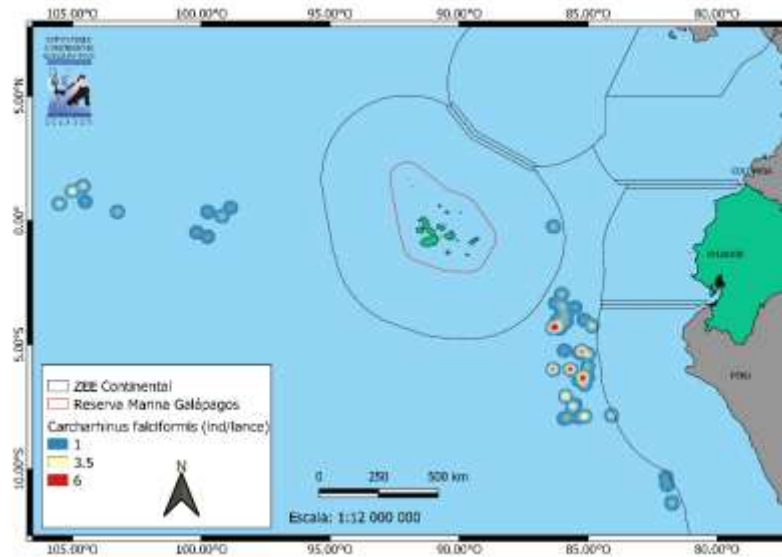 105.00°O 100.00°O 95.00°O 90.00°O 85.00°O 80.00°O
5.00°N
0.00°
5.00°S
10.00°S
COLOMBIA
ECUADOR
PERU
ZEE Continental
Reserva Marina Galápagos
Carcharhinus falciformis (ind/lance)
1
3.5
6
N
0 250 500 km
Escala: 1:12 000 000
105.00°O 100.00°O 95.00°O 90.00°O 85.00°O 80.00°O